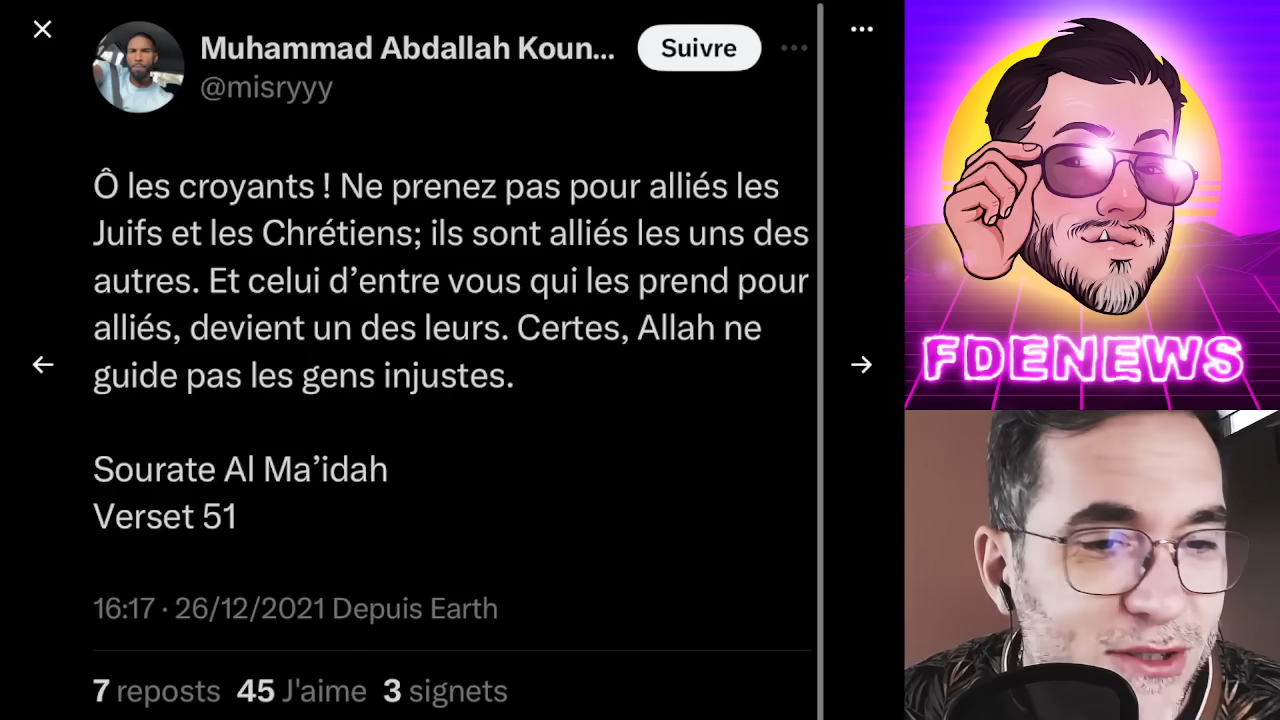 Muhammad Abdallah Koun...
Suivre
@misryyy
Ô les croyants ! Ne prenez pas pour alliés les
Juifs et les Chrétiens; ils sont alliés les uns des
autres. Et celui d’entre vous qui les prend pour
alliés, devient un des leurs. Certes, Allah ne
guide pas les gens injustes.
Sourate Al Ma’idah
Verset 51
16:17 · 26/12/2021 Depuis Earth
7 reposts 45 J'aime 3 signets
FDENEWS